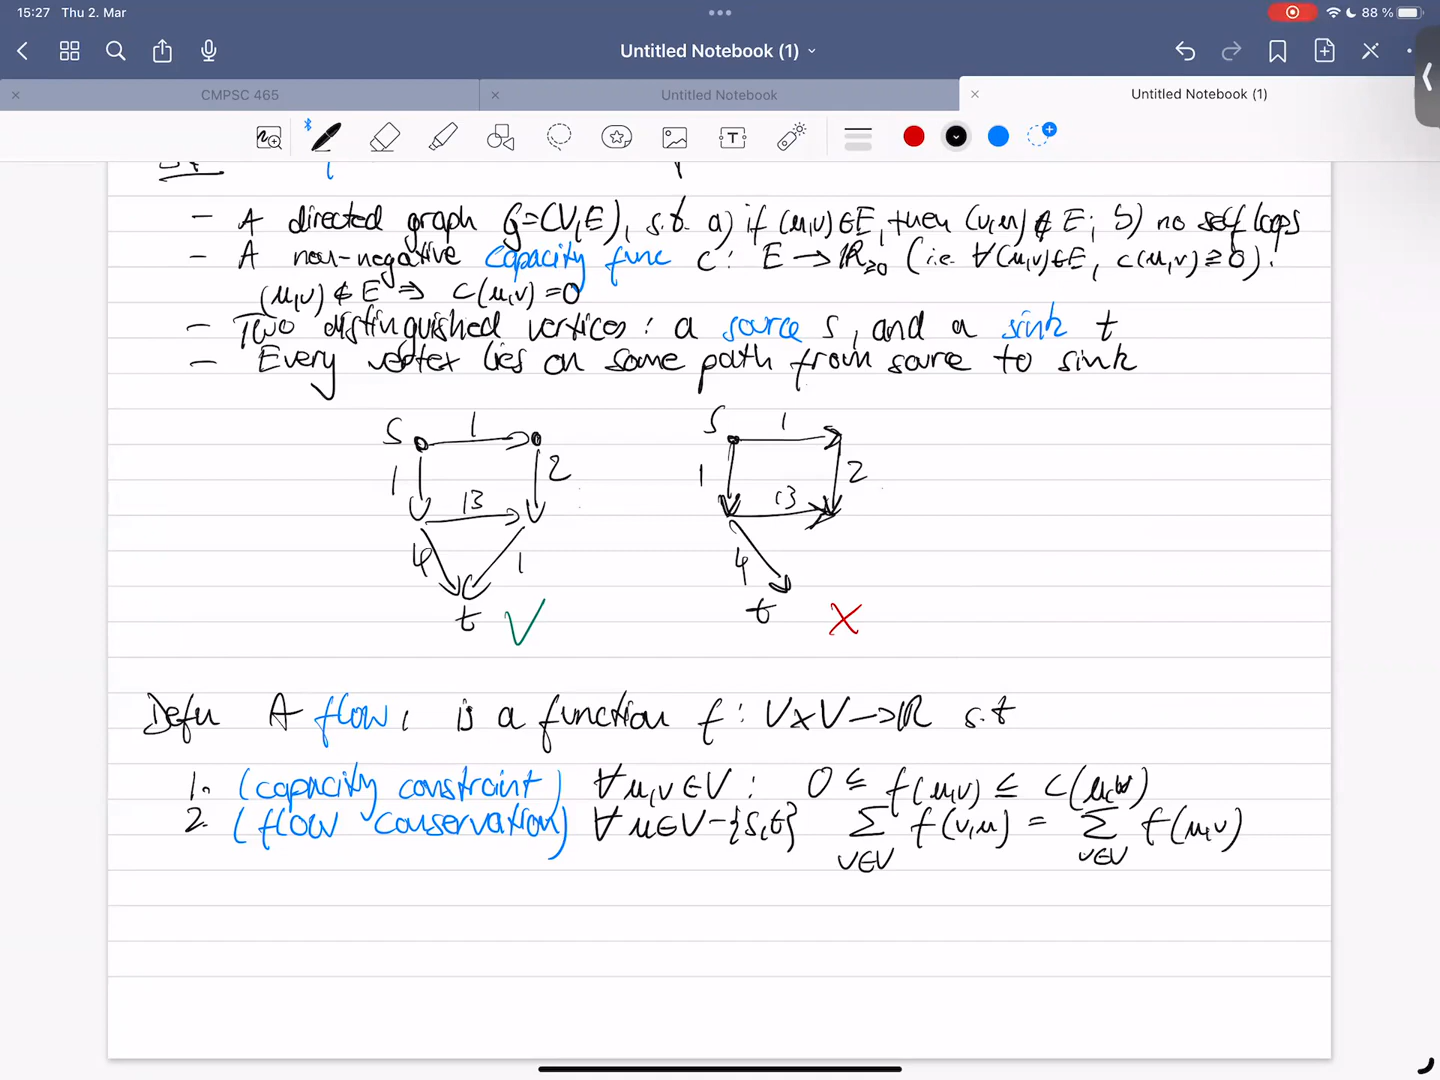 15:27 Thu 2. Mar
88 %
Untitled Notebook (1)
CMPSC 465
Untitled Notebook
Untitled Notebook (1)
- A directed graph G=(V,E), s.t. a) if (u,v)∈E, then (v,u)∉E; b) no self loops
- A non-negative capacity func c: E→ℝ≥0 (i.e. ∀(u,v)∈E, c(u,v)≥0).
(u,v)∉E ⇒ c(u,v)=0
- Two distinguished vertices: a source s, and a sink t
- Every vertex lies on some path from source to sink
S 1 S 1
1 2 1 2
13 13
4 1 4
t ✓ t X
Defn A flow, is a function f: V×V→ℝ s.t
1. (capacity constraint) ∀u,v∈V: 0 ≤ f(u,v) ≤ c(u,v)
2. (flow conservation) ∀u∈V-{s,t} ∑v∈V f(v,u) = ∑v∈V f(u,v)